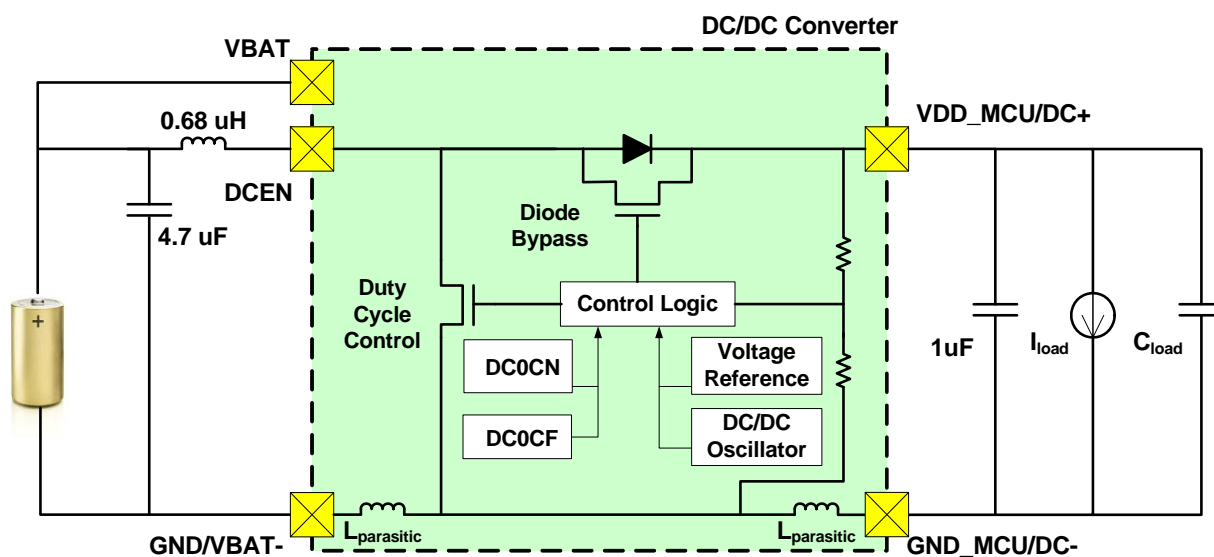 DC/DC Converter
VBAT
0.68 uH
VDD_MCU/DC+
DCEN
4.7 uF
Diode
Bypass
+
Duty
Cycle
Control
Control Logic
1uF
Iload
Cload
DC0CN
Voltage
Reference
DC0CF
DC/DC
Oscillator
Lparasitic
Lparasitic
GND/VBAT-
GND_MCU/DC-